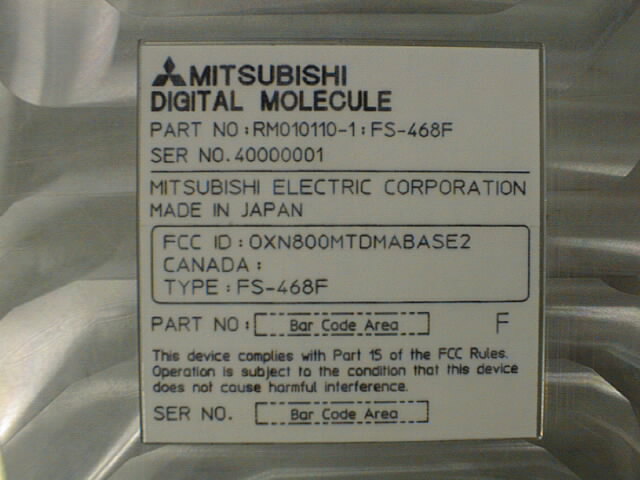 MITSUBISHI
DIGITAL MOLECULE
PART NO:RM010110-1:FS-468F
SER NO.40000001
MITSUBISHI ELECTRIC CORPORATION
MADE IN JAPAN
FCC ID:OXN800MTDMABASE2
CANADA:
TYPE:FS-468F
PART NO: Bar Code Area F
This device complies with Part 15 of the FCC Rules.
Operation is subject to the condition that this device
does not cause harmful interference.
SER NO. Bar Code Area